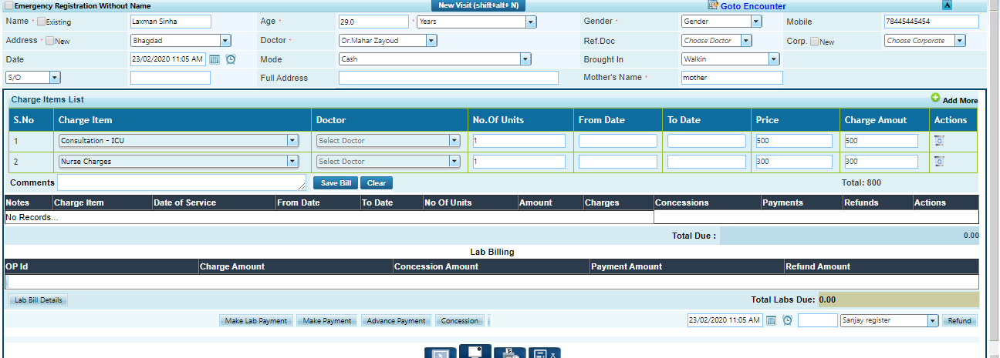 Emergency Registration Without Name New Visit (shift+alt+ N) Goto Encounter
Name * Existing Laxman Sinha Age * 29.0 * Years Gender * Gender Mobile 78445445454
Address * New Bhagdad Doctor * Dr.Mahar Zayoud Ref.Doc Choose Doctor Corp. New Choose Corporate
Date 23/02/2020 11:05 AM Mode Cash Brought In Walkin
S/O Full Address Mother's Name * mother
Charge Items List Add More
S.No Charge Item Doctor No.Of Units From Date To Date Price Charge Amout Actions
1 Consultation - ICU Select Doctor 1 500 500
2 Nurse Charges Select Doctor 1 300 300
Comments Save Bill Clear Total: 800
Notes Charge Item Date of Service From Date To Date No Of Units Amount Charges Concessions Payments Refunds Actions
No Records...
Total Due : 0.00
Lab Billing
OP Id Charge Amount Concession Amount Payment Amount Refund Amount
Lab Bill Details Total Labs Due: 0.00
Make Lab Payment Make Payment Advance Payment Concession 23/02/2020 11:05 AM Sanjay register Refund